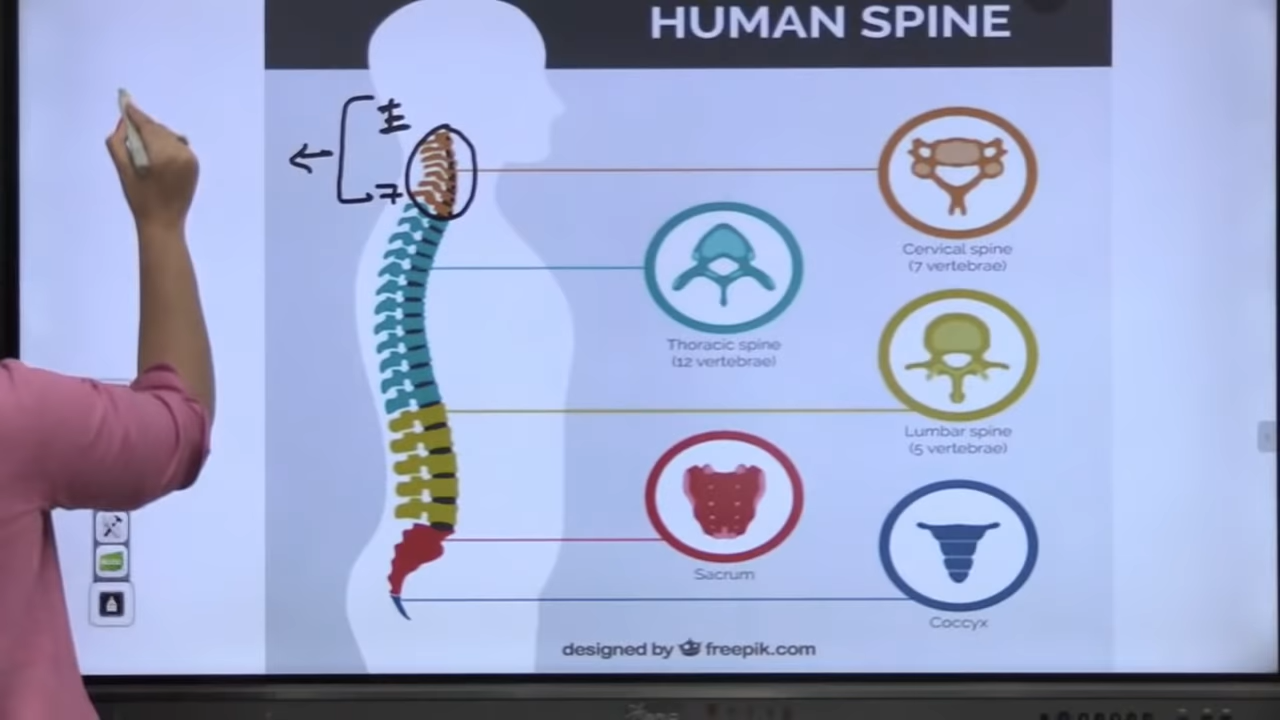 HUMAN SPINE
I
7
Cervical spine
(7 vertebrae)
Thoracic spine
(12 vertebrae)
Lumbar spine
(5 vertebrae)
Sacrum
Coccyx
designed by freepik.com